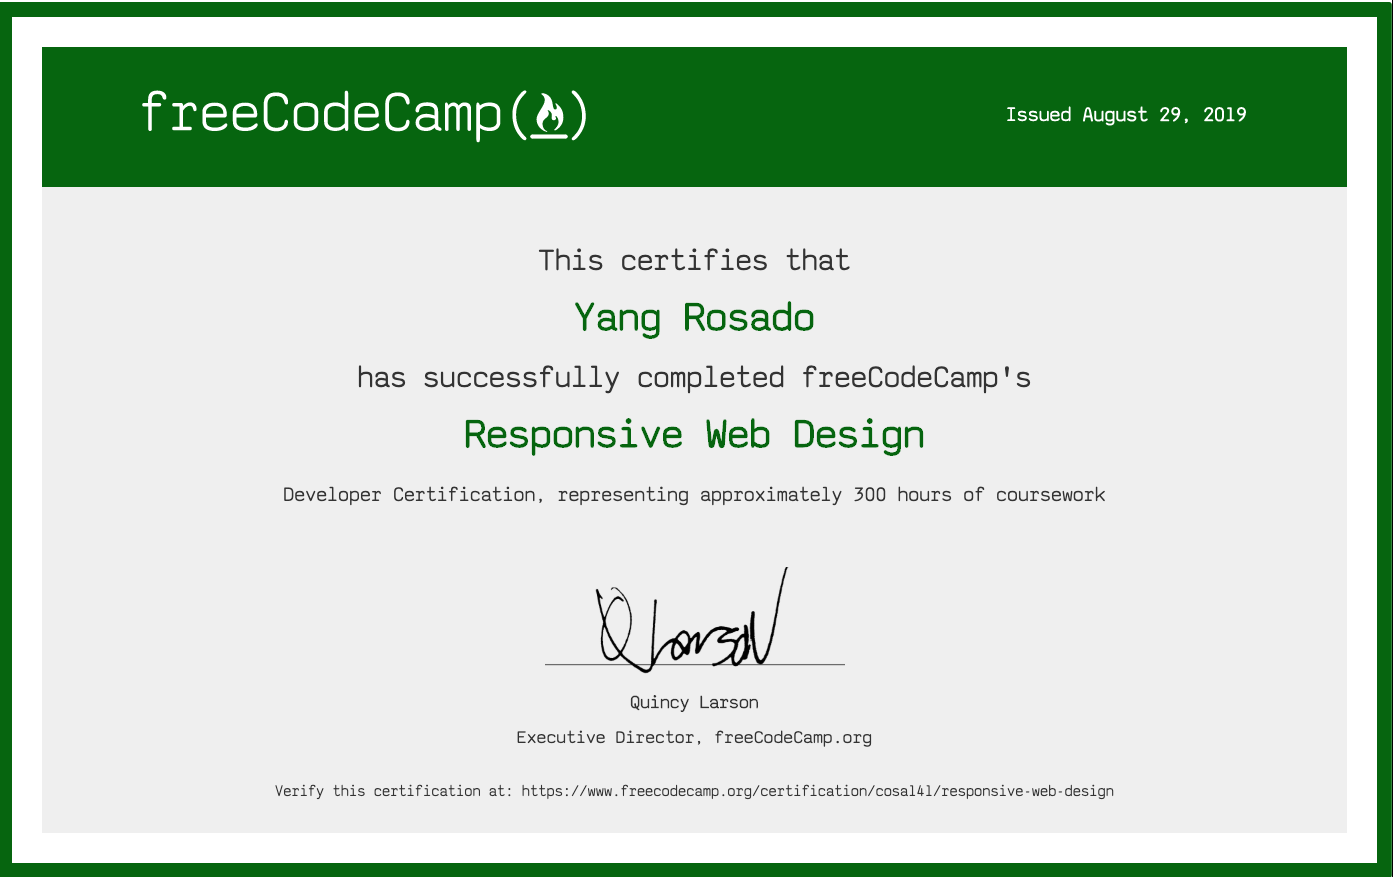 freeCodeCamp(🔥)
Issued August 29, 2019
This certifies that
Yang Rosado
has successfully completed freeCodeCamp's
Responsive Web Design
Developer Certification, representing approximately 300 hours of coursework
Q Larson
Quincy Larson
Executive Director, freeCodeCamp.org
Verify this certification at: https://www.freecodecamp.org/certification/cosal4l/responsive-web-design